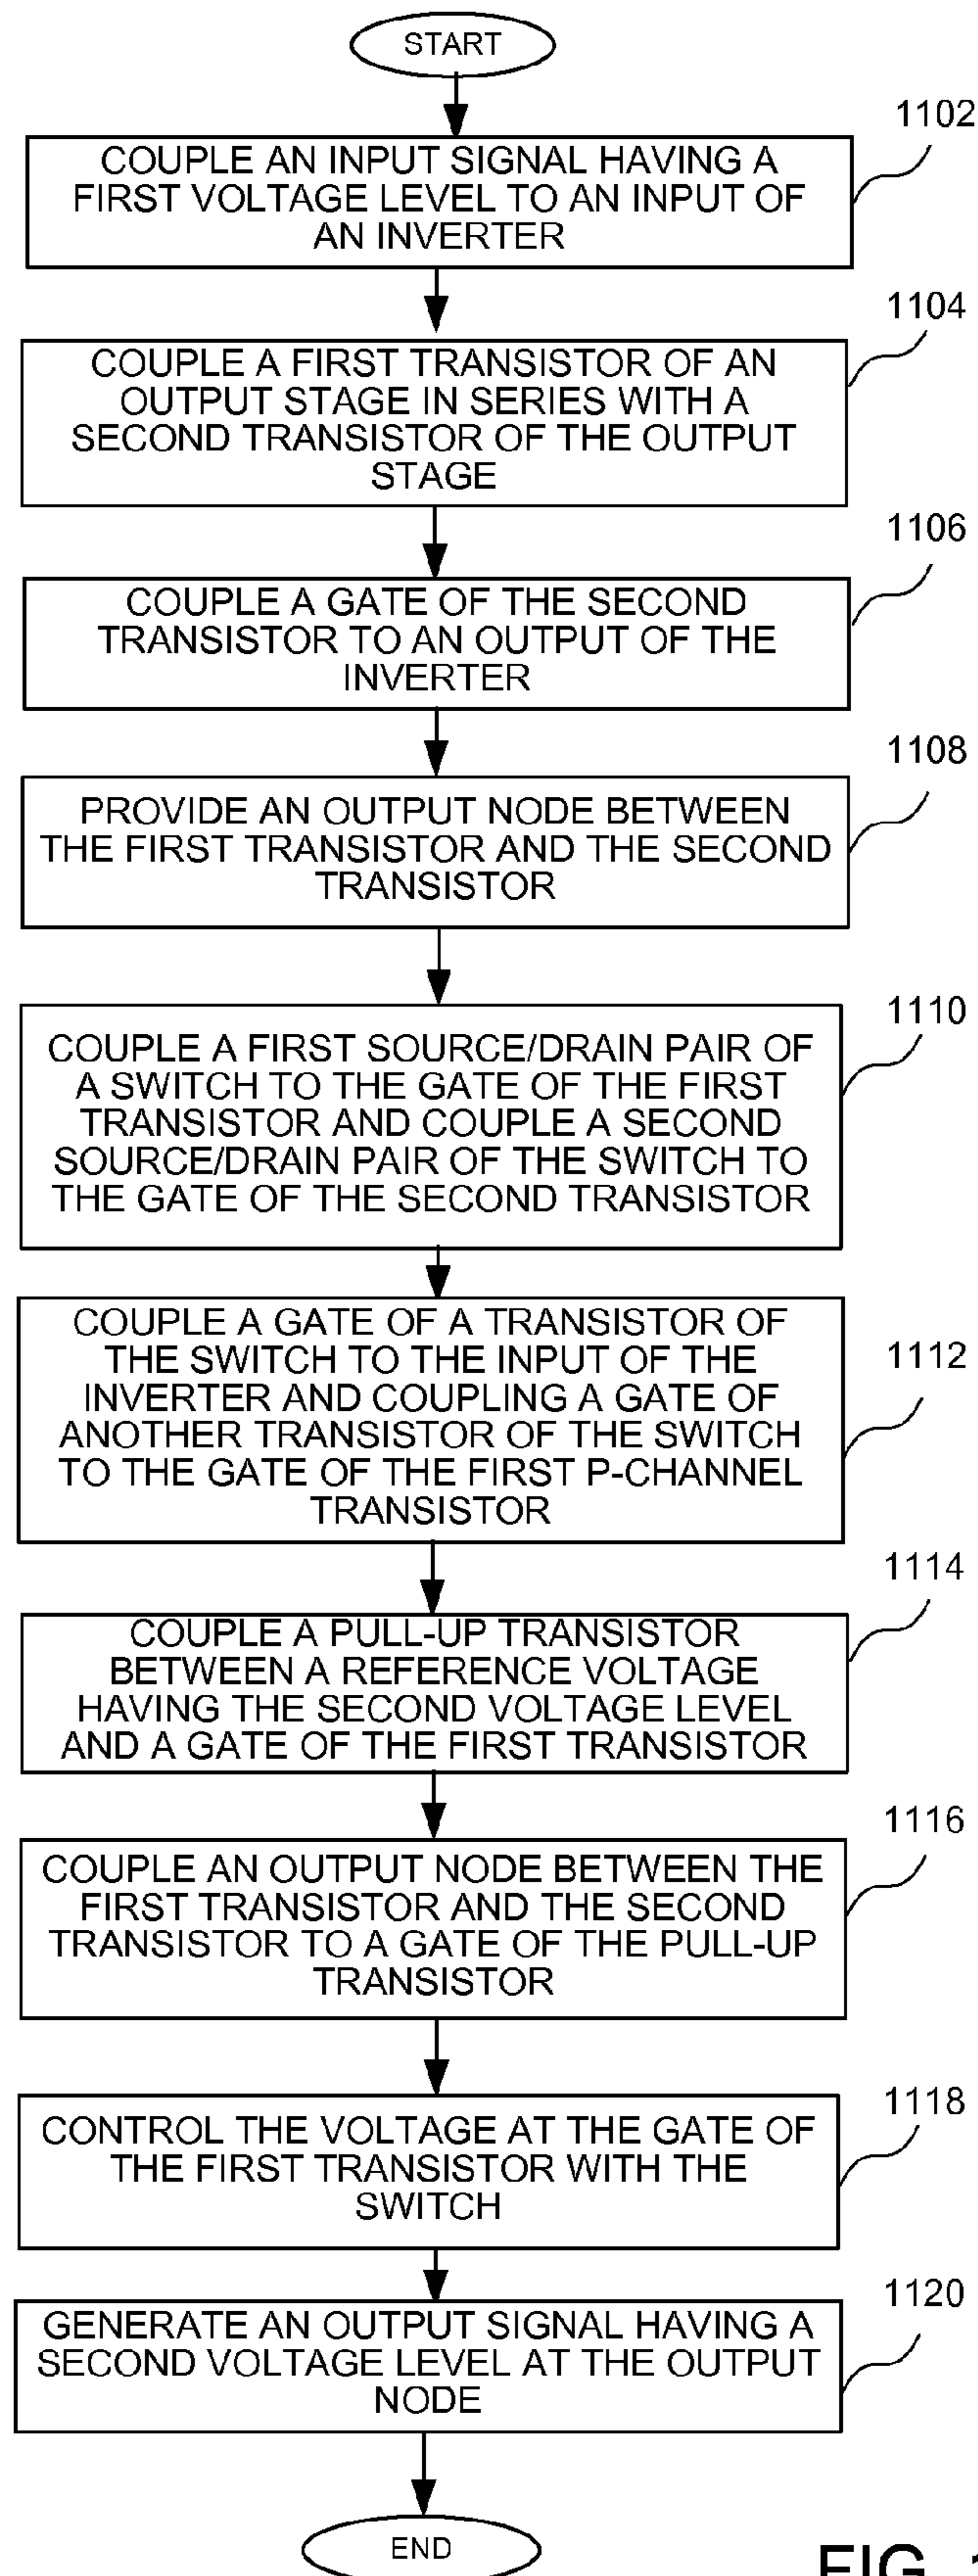 START
1102
COUPLE AN INPUT SIGNAL HAVING A
FIRST VOLTAGE LEVEL TO AN INPUT OF
AN INVERTER
1104
COUPLE A FIRST TRANSISTOR OF AN
OUTPUT STAGE IN SERIES WITH A
SECOND TRANSISTOR OF THE OUTPUT
STAGE
1106
COUPLE A GATE OF THE SECOND
TRANSISTOR TO AN OUTPUT OF THE
INVERTER
1108
PROVIDE AN OUTPUT NODE BETWEEN
THE FIRST TRANSISTOR AND THE SECOND
TRANSISTOR
1110
COUPLE A FIRST SOURCE/DRAIN PAIR OF
A SWITCH TO THE GATE OF THE FIRST
TRANSISTOR AND COUPLE A SECOND
SOURCE/DRAIN PAIR OF THE SWITCH TO
THE GATE OF THE SECOND TRANSISTOR
1112
COUPLE A GATE OF A TRANSISTOR OF
THE SWITCH TO THE INPUT OF THE
INVERTER AND COUPLING A GATE OF
ANOTHER TRANSISTOR OF THE SWITCH
TO THE GATE OF THE FIRST P-CHANNEL
TRANSISTOR
1114
COUPLE A PULL-UP TRANSISTOR
BETWEEN A REFERENCE VOLTAGE
HAVING THE SECOND VOLTAGE LEVEL
AND A GATE OF THE FIRST TRANSISTOR
1116
COUPLE AN OUTPUT NODE BETWEEN THE
FIRST TRANSISTOR AND THE SECOND
TRANSISTOR TO A GATE OF THE PULL-UP
TRANSISTOR
1118
CONTROL THE VOLTAGE AT THE GATE OF
THE FIRST TRANSISTOR WITH THE
SWITCH
1120
GENERATE AN OUTPUT SIGNAL HAVING A
SECOND VOLTAGE LEVEL AT THE OUTPUT
NODE
END
FIG.